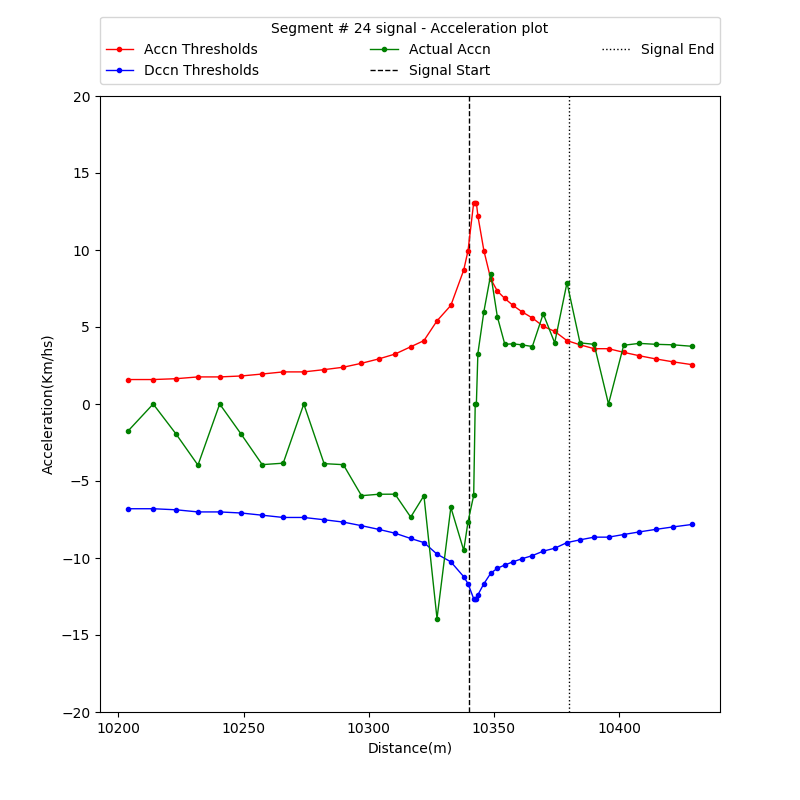 Segment # 24 signal - Acceleration plot
Accn Thresholds
Dccn Thresholds
Actual Accn
Signal Start
Signal End
Acceleration(Km/hs)
20
15
10
5
0
−5
−10
−15
−20
10200 10250 10300 10350 10400
Distance(m)